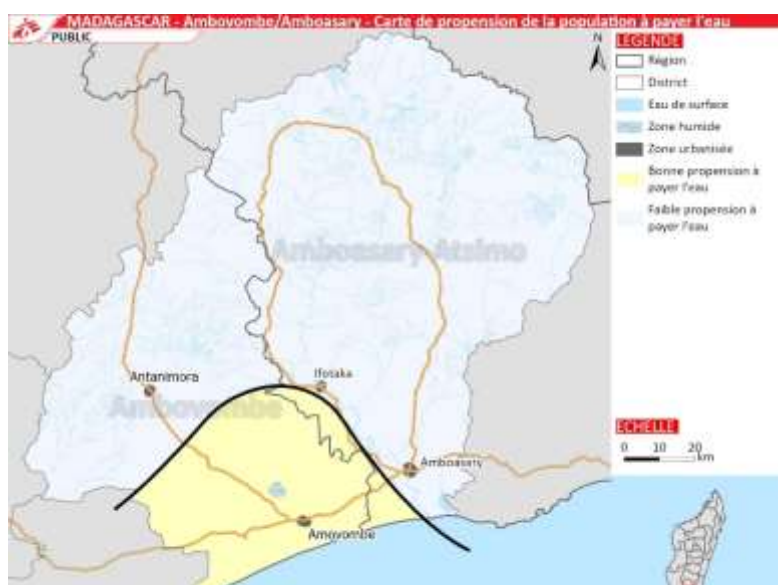 MADAGASCAR - Ambovombe/Amboasary - Carte de propension de la population à payer l'eau
PUBLIC
N
LEGENDE
Région
District
Eau de surface
Zone humide
Zone urbanisée
Bonne propension à
payer l'eau
Faible propension à
payer l'eau
Amboasary Atsimo
Antanimora
Ifotaka
Ambovombe
Amboasary
Amovombe
ECHELLE
0 10 20
km